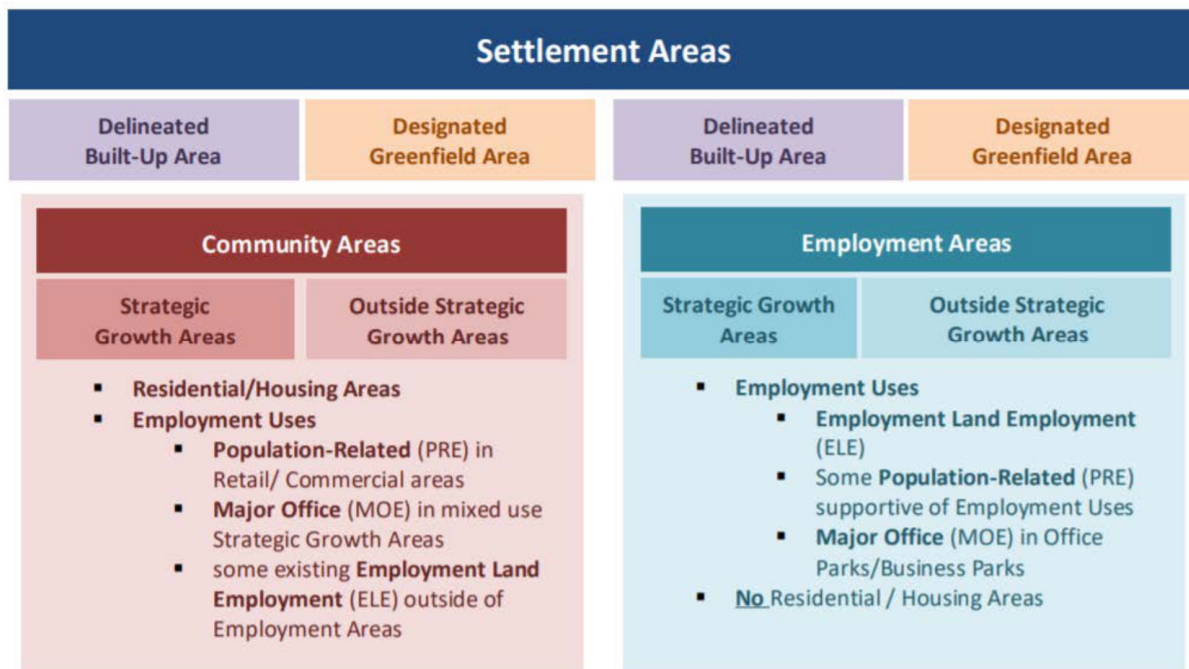 Settlement Areas
Delineated
Built-Up Area
Designated
Greenfield Area
Delineated
Built-Up Area
Designated
Greenfield Area
Community Areas
Strategic
Growth Areas
Outside Strategic
Growth Areas
▪ Residential/Housing Areas
▪ Employment Uses
▪ Population-Related (PRE) in
Retail/ Commercial areas
▪ Major Office (MOE) in mixed use
Strategic Growth Areas
▪ some existing Employment Land
Employment (ELE) outside of
Employment Areas
Employment Areas
Strategic Growth
Areas
Outside Strategic
Growth Areas
▪ Employment Uses
▪ Employment Land Employment
(ELE)
▪ Some Population-Related (PRE)
supportive of Employment Uses
▪ Major Office (MOE) in Office
Parks/Business Parks
▪ No Residential / Housing Areas